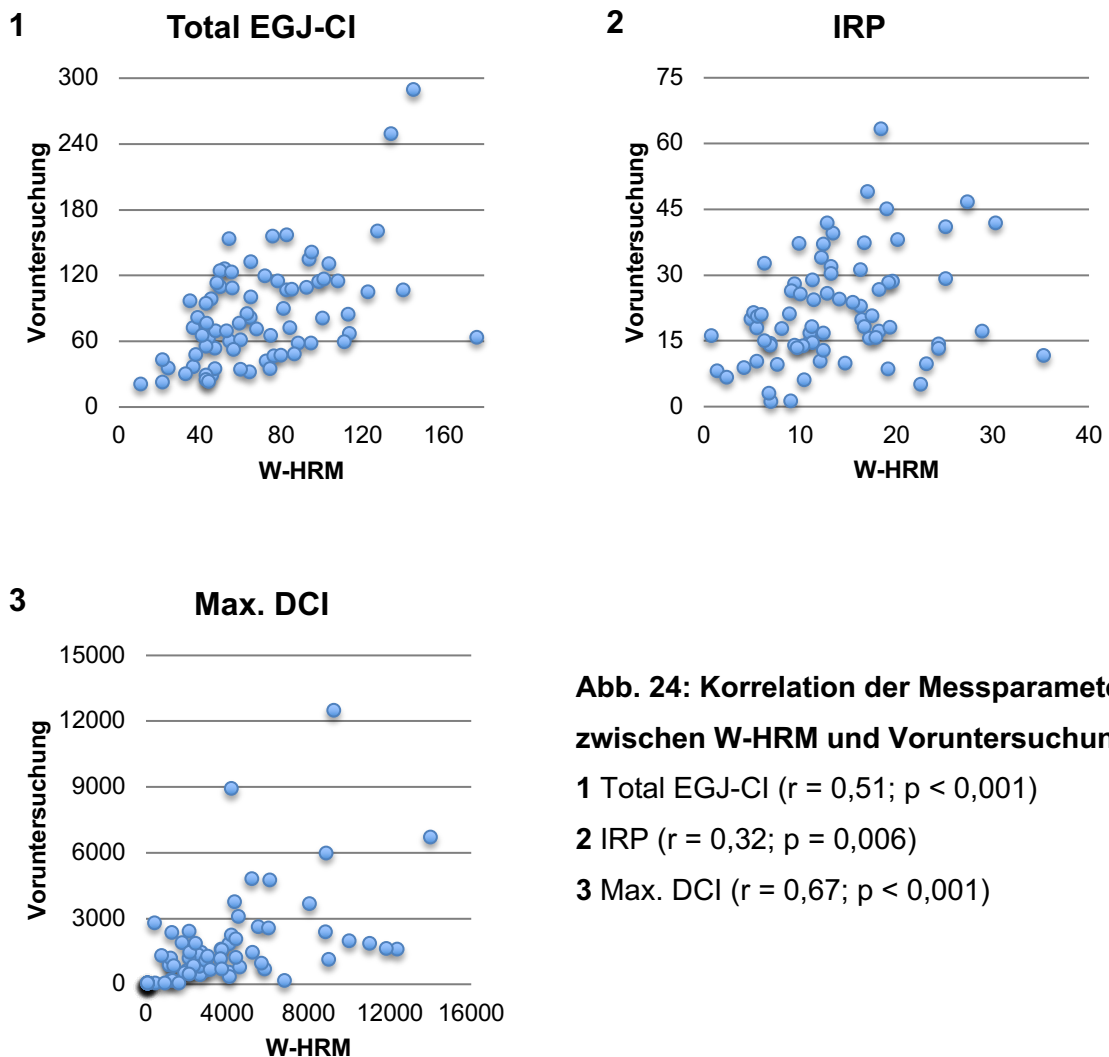 1
Total EGJ-CI
300
240
180
120
60
0
Voruntersuchung
0 40 80 120 160
W-HRM
2
IRP
75
60
45
30
15
0
Voruntersuchung
0 10 20 30 40
W-HRM
3
Max. DCI
15000
12000
9000
6000
3000
0
Voruntersuchung
0 4000 8000 12000 16000
W-HRM
Abb. 24: Korrelation der Messparamete
zwischen W-HRM und Voruntersuchun
1 Total EGJ-CI (r = 0,51; p < 0,001)
2 IRP (r = 0,32; p = 0,006)
3 Max. DCI (r = 0,67; p < 0,001)